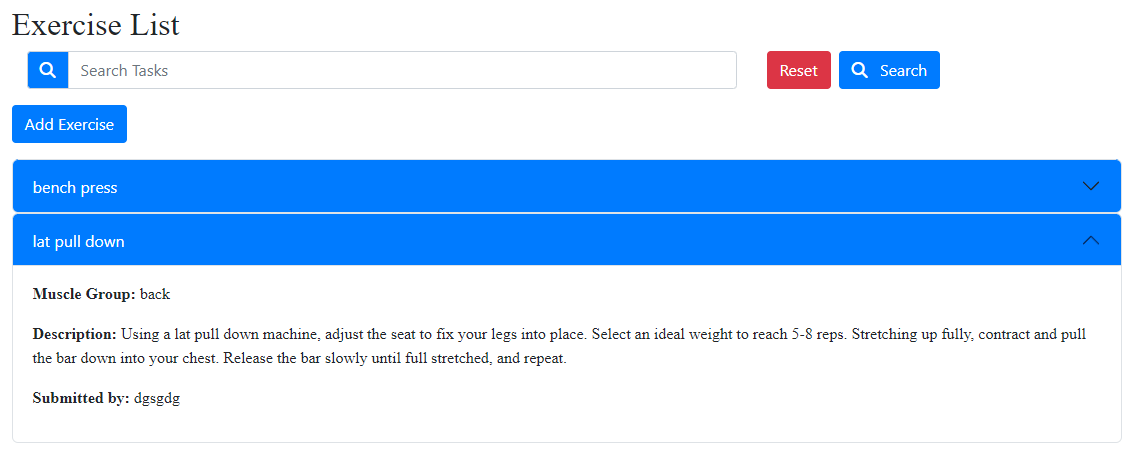 Exercise List
Search Tasks
Reset
Search
Add Exercise
bench press
lat pull down
Muscle Group: back
Description: Using a lat pull down machine, adjust the seat to fix your legs into place. Select an ideal weight to reach 5-8 reps. Stretching up fully, contract and pull
the bar down into your chest. Release the bar slowly until full stretched, and repeat.
Submitted by: dgsgdg